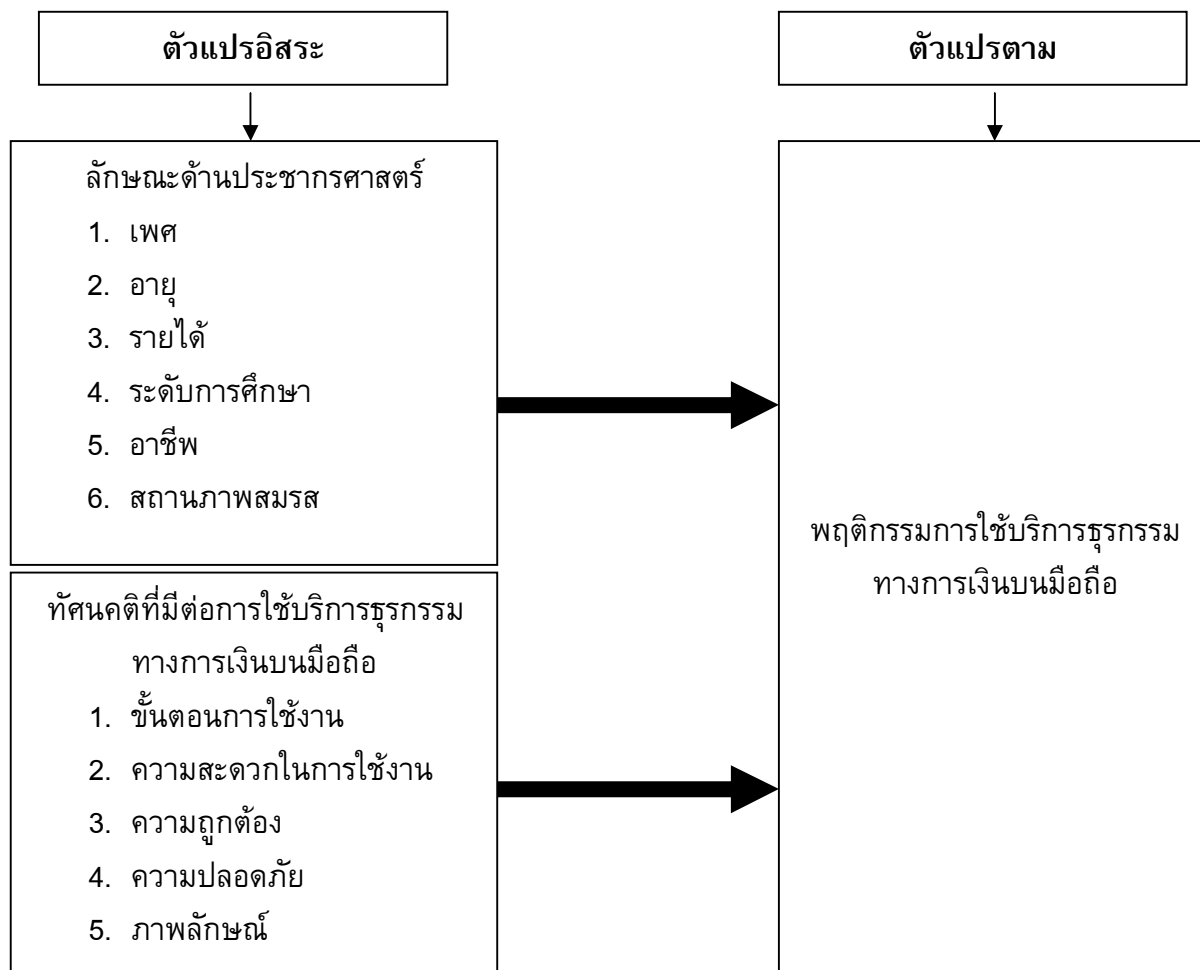 ตัวแปรอิสระ
ตัวแปรตาม
ลักษณะด้านประชากรศาสตร์
1. เพศ
2. อายุ
3. รายได้
4. ระดับการศึกษา
5. อาชีพ
6. สถานภาพสมรส
ทัศนคติที่มีต่อการใช้บริการธุรกรรม
ทางการเงินบนมือถือ
1. ขั้นตอนการใช้งาน
2. ความสะดวกในการใช้งาน
3. ความถูกต้อง
4. ความปลอดภัย
5. ภาพลักษณ์
พฤติกรรมการใช้บริการธุรกรรม
ทางการเงินบนมือถือ